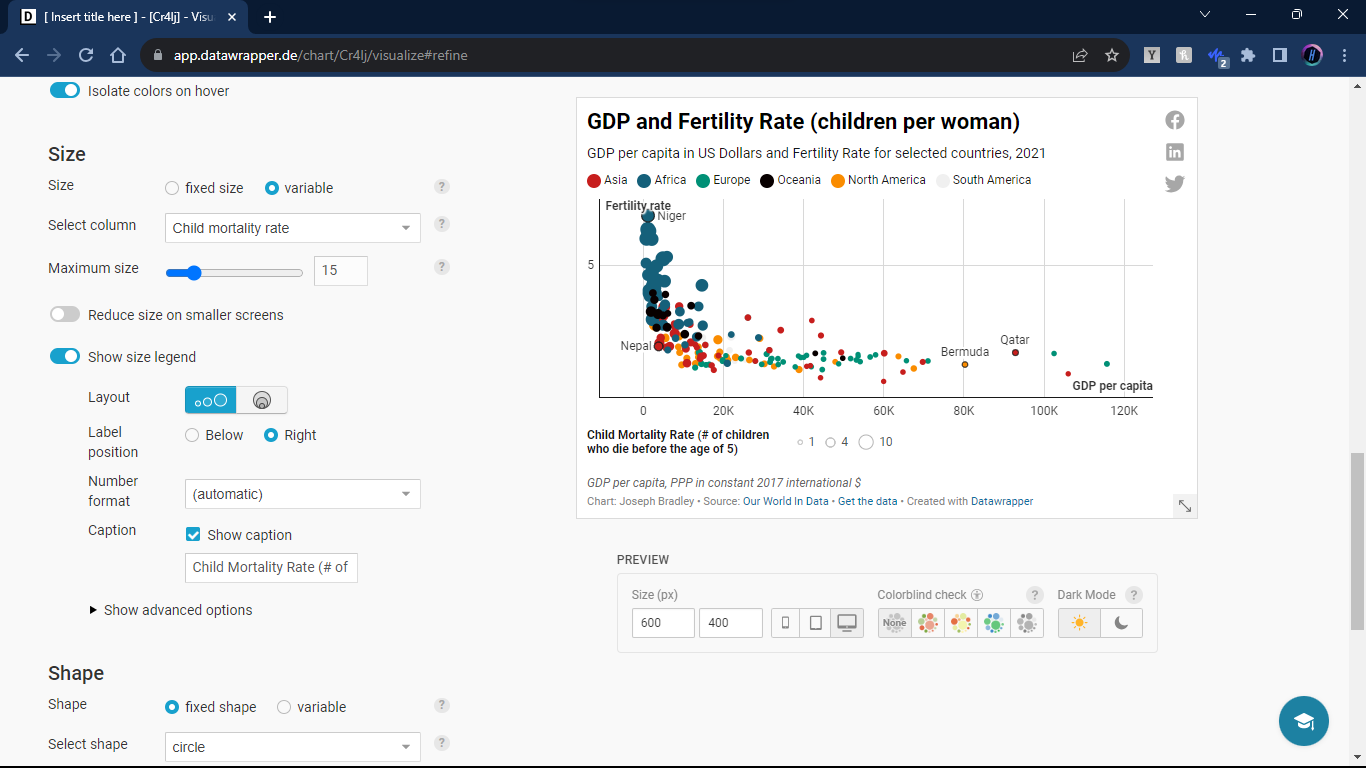 [ Insert title here ] - [Cr4lj] - Visu
app.datawrapper.de/chart/Cr4lj/visualize#refine
2
Isolate colors on hover
Size
Size
fixed size
variable
?
Select column
Child mortality rate
?
Maximum size
15
?
Reduce size on smaller screens
Show size legend
Layout
Label position
Below
Right
Number format
(automatic)
Caption
Show caption
Child Mortality Rate (# of
Show advanced options
Shape
Shape
fixed shape
variable
?
Select shape
circle
?
GDP and Fertility Rate (children per woman)
GDP per capita in US Dollars and Fertility Rate for selected countries, 2021
Asia Africa Europe Oceania North America South America
Fertility rate
Niger
5
Nepal
Bermuda
Qatar
GDP per capita
0 20K 40K 60K 80K 100K 120K
Child Mortality Rate (# of children
who die before the age of 5)
1 4 10
GDP per capita, PPP in constant 2017 international $
Chart: Joseph Bradley • Source: Our World In Data • Get the data • Created with Datawrapper
PREVIEW
Size (px)
600
400
Colorblind check
?
None
Dark Mode
?